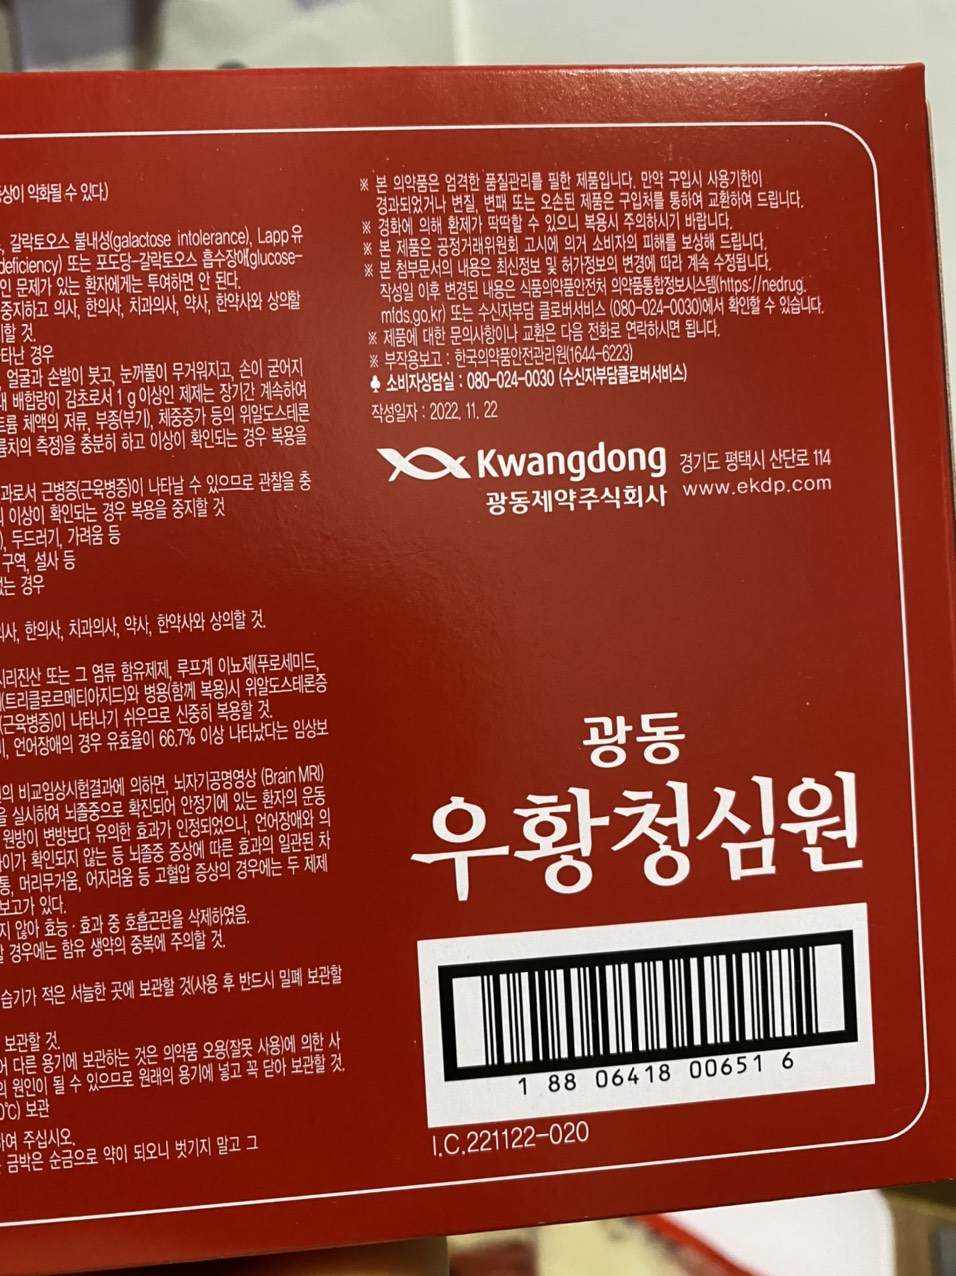 증상이 악화될 수 있다.)
갈락토오스 불내성(galactose intolerance), Lapp 유
deficiency) 또는 포도당-갈락토오스 흡수장애(glucose-
인 문제가 있는 환자에게는 투여하면 안 된다.
중지하고 의사, 한의사, 치과의사, 약사, 한약사와 상의할
할 것.
타난 경우
얼굴과 손발이 붓고, 눈꺼풀이 무거워지고, 손이 굳어지
대 배합량이 감초로서 1 g 이상인 제제는 장기간 계속하여
트륨 체액의 저류, 부종(부기), 체중증가 등의 위알도스테론
륨치의 측정)을 충분히 하고 이상이 확인되는 경우 복용을
과로서 근병증(근육병증)이 나타날 수 있으므로 관찰을 충
이상이 확인되는 경우 복용을 중지할 것
), 두드러기, 가려움 등
구역, 설사 등
없는 경우
의사, 한의사, 치과의사, 약사, 한약사와 상의할 것.
시리진산 또는 그 염류 함유제제, 루프계 이뇨제(푸로세미드,
(트리클로르메티아지드)와 병용(함께 복용)시 위알도스테론증
(근육병증)이 나타나기 쉬우므로 신중히 복용할 것.
, 언어장애의 경우 유효율이 66.7% 이상 나타났다는 임상보
의 비교임상시험결과에 의하면, 뇌자기공명영상 (Brain MRI)
을 실시하여 뇌졸중으로 확진되어 안정기에 있는 환자의 운동
원방이 변방보다 유의한 효과가 인정되었으나, 언어장애와 의
차이가 확인되지 않는 등 뇌졸중 증상에 따른 효과의 일관된 차
통, 머리무거움, 어지러움 등 고혈압 증상의 경우에는 두 제제
보고가 있다.
지 않아 효능·효과 중 호흡곤란을 삭제하였음.
할 경우에는 함유 생약의 중복에 주의할 것.
습기가 적은 서늘한 곳에 보관할 것(사용 후 반드시 밀폐 보관할
보관할 것.
어 다른 용기에 보관하는 것은 의약품 오용(잘못 사용)에 의한 사
의 원인이 될 수 있으므로 원래의 용기에 넣고 꼭 닫아 보관할 것.
0℃) 보관
하여 주십시오.
금박은 순금으로 약이 되오니 벗기지 말고 그
※ 본 의약품은 엄격한 품질관리를 필한 제품입니다. 만약 구입시 사용기한이
경과되었거나 변질, 변패 또는 오손된 제품은 구입처를 통하여 교환하여 드립니다.
※ 경화에 의해 환제가 딱딱할 수 있으니 복용시 주의하시기 바랍니다.
※ 본 제품은 공정거래위원회 고시에 의거 소비자의 피해를 보상해 드립니다.
※ 본 첨부문서의 내용은 최신정보 및 허가정보의 변경에 따라 계속 수정됩니다.
작성일 이후 변경된 내용은 식품의약품안전처 의약품통합정보시스템(https://nedrug.
mfds.go.kr) 또는 수신자부담 클로버서비스 (080-024-0030)에서 확인할 수 있습니다.
※ 제품에 대한 문의사항이나 교환은 다음 전화로 연락하시면 됩니다.
※ 부작용보고 : 한국의약품안전관리원(1644-6223)
♣ 소비자상담실 : 080-024-0030 (수신자부담클로버서비스)
작성일자 : 2022. 11. 22
Kwangdong 경기도 평택시 산단로 114
광동제약주식회사 www.ekdp.com
광동
우황청심원
1 88 06418 00651 6
I.C.221122-020